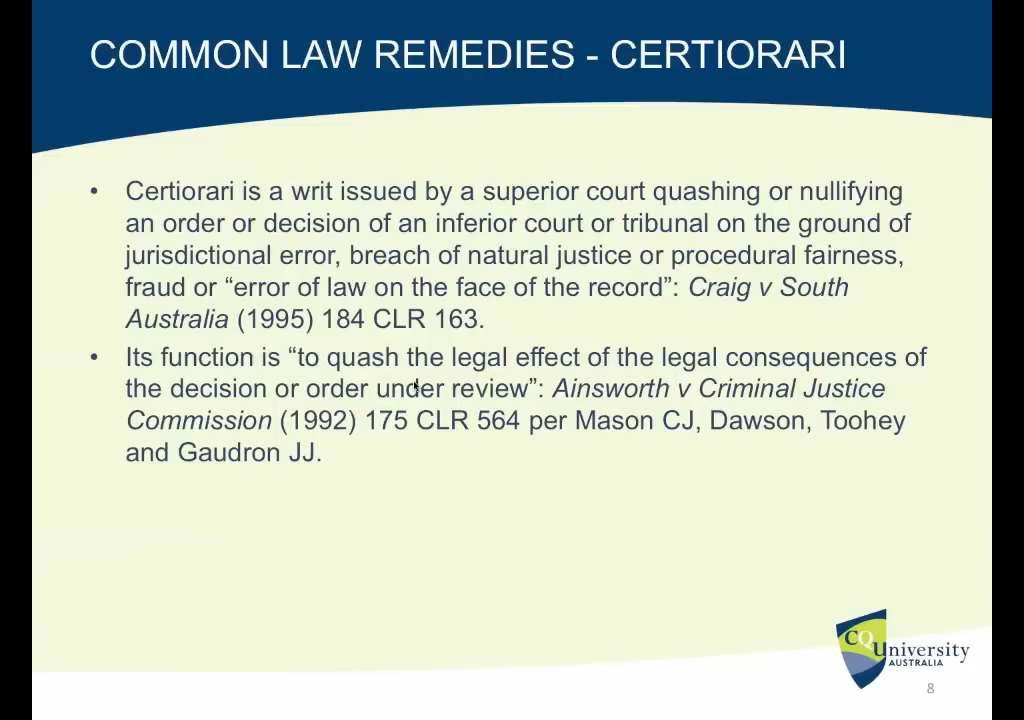 COMMON LAW REMEDIES - CERTIORARI
• Certiorari is a writ issued by a superior court quashing or nullifying
an order or decision of an inferior court or tribunal on the ground of
jurisdictional error, breach of natural justice or procedural fairness,
fraud or “error of law on the face of the record”: Craig v South
Australia (1995) 184 CLR 163.
• Its function is “to quash the legal effect of the legal consequences of
the decision or order under review”: Ainsworth v Criminal Justice
Commission (1992) 175 CLR 564 per Mason CJ, Dawson, Toohey
and Gaudron JJ.
CQUniversity
AUSTRALIA
8